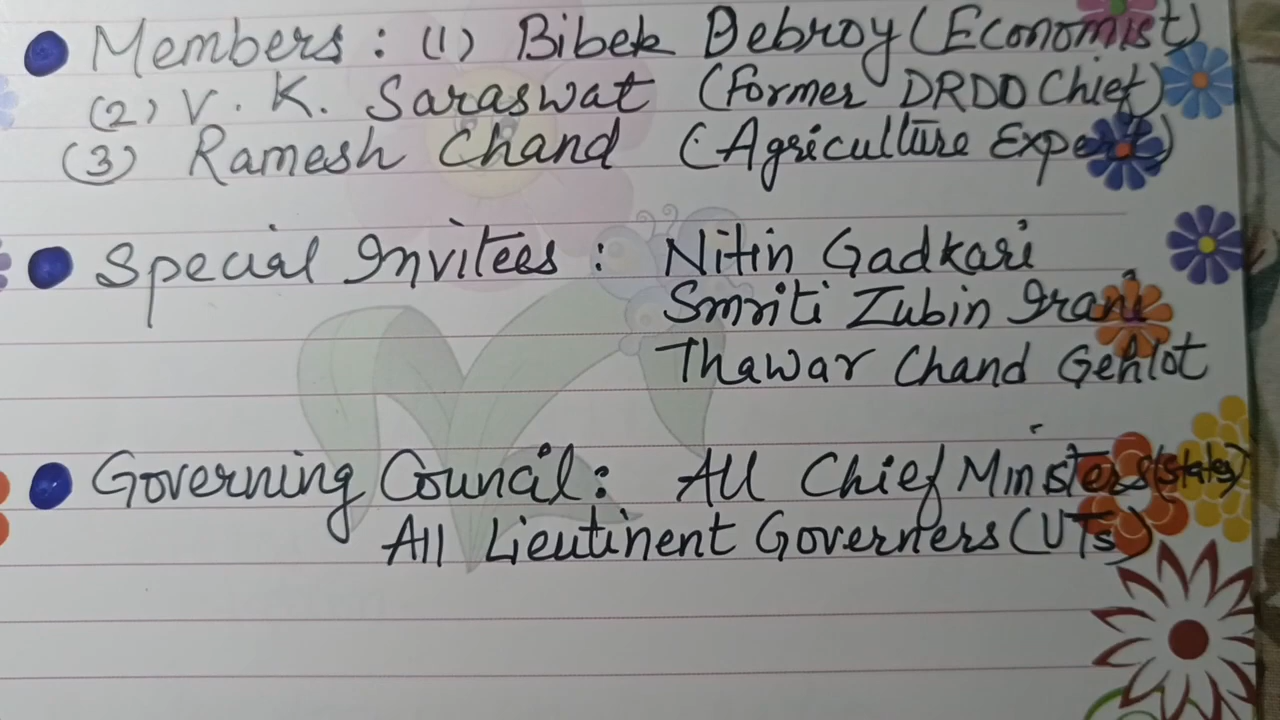 Members : (1) Bibek Debroy (Economist)
(2) V. K. Saraswat (Former DRDO Chief)
(3) Ramesh Chand (Agriculture Expert)
Special Invitees : Nitin Gadkari
Smriti Zubin Irani
Thawar Chand Gehlot
Governing Council : All Chief Ministers (States)
All Lieutinent Governers (UTs)